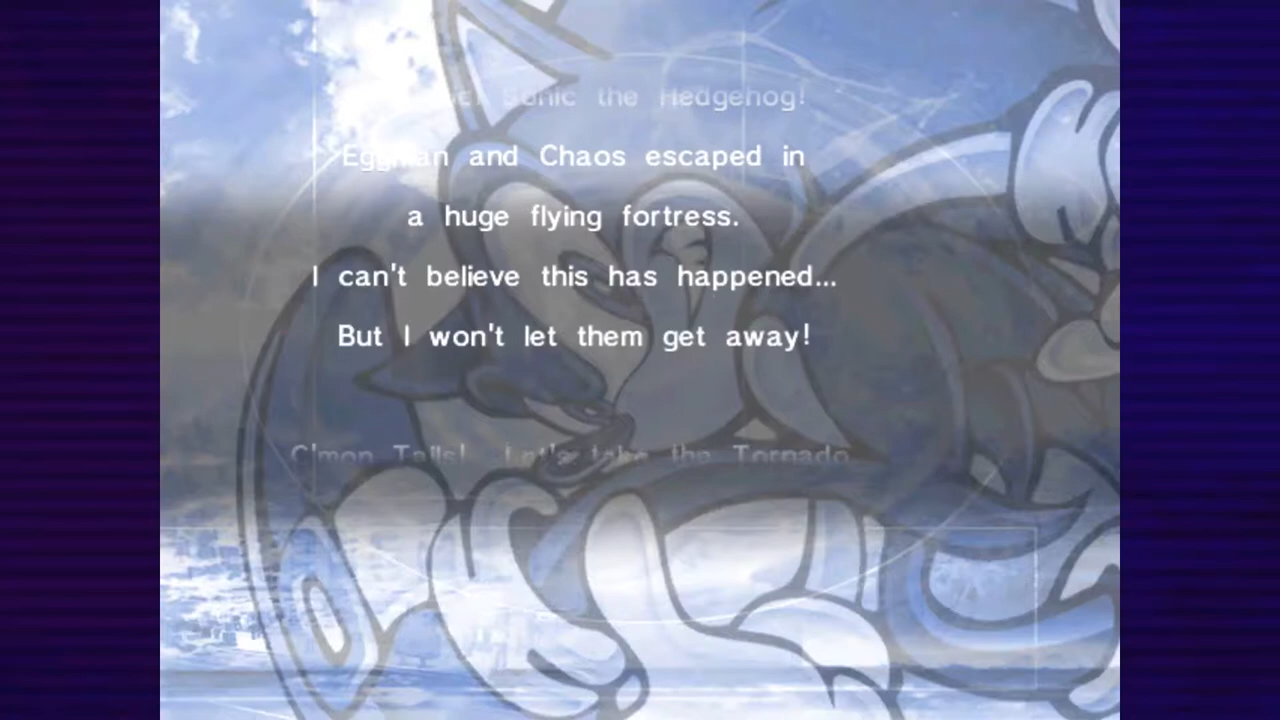 Sonic the Hedgehog!
Eggman and Chaos escaped in
a huge flying fortress.
I can't believe this has happened...
But I won't let them get away!
C'mon Tails! Let's take the Tornado